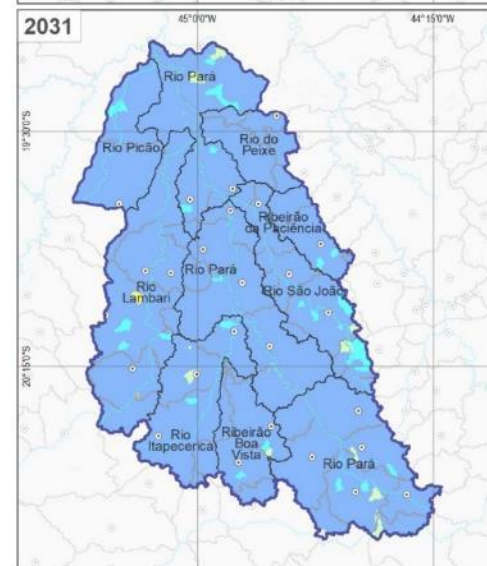 2031
45°0'0"W
44°15'0"W
19°30'0"S
20°15'0"S
Rio Pará
Rio Picão
Rio do
Peixe
Ribeirão
da Paciência
Rio Pará
Rio
Lambari
Rio São João
Rio
Itapecerica
Ribeirão
Boa
Vista
Rio Pará